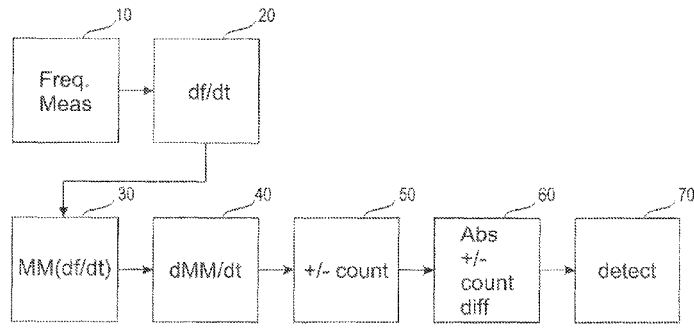 10
20
Freq.
Meas
df/dt
30
40
50
60
70
MM(df/dt)
dMM/dt
+/- count
Abs
+/-
count
diff
detect